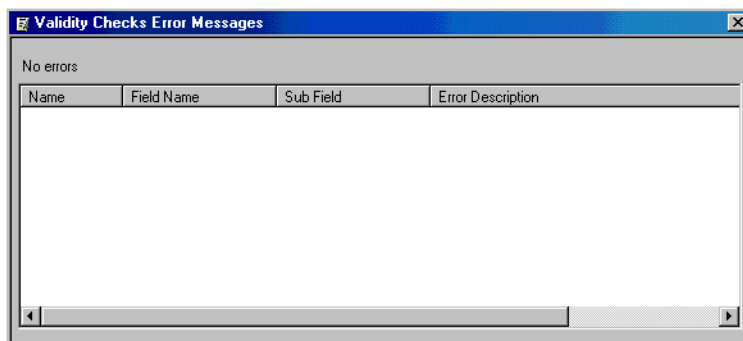 Validity Checks Error Messages
No errors
Name Field Name Sub Field Error Description